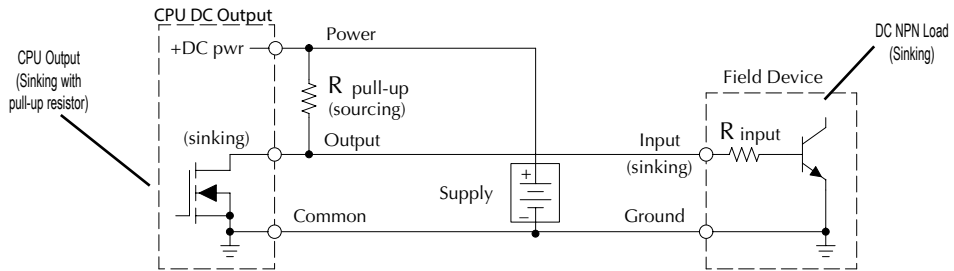 CPU DC Output
+DC pwr
Power
DC NPN Load
(Sinking)
CPU Output
(Sinking with
pull-up resistor)
R pull-up
(sourcing)
Field Device
(sinking)
Output
Input
(sinking)
R input
Supply
+
–
Common
Ground